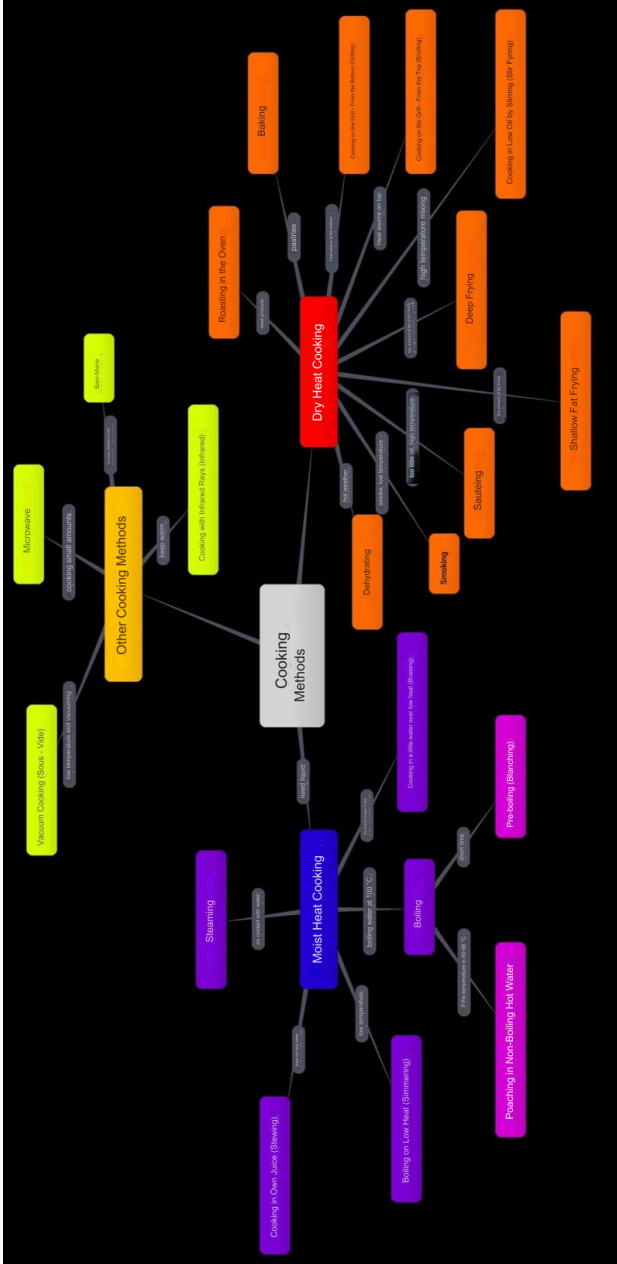 Cooking
Methods
Other Cooking Methods
Vacuum Cooking (Sous - Vide)
low temperature and vacuuming
Microwave
cooking small amounts
Bain-Marie
Cooking with Infrared Rays (Infrared)
keep warm
Dry Heat Cooking
Roasting in the Oven
Baking
pastries
Cooking on the Grill - From the Bottom (Grilling)
Cooking on the Grill - From the Top (Broiling)
Heat source on top
Cooking in Low Oil by Stirring (Stir Fyring)
high temperature mixing
Deep Frying
Shallow Fat Frying
Sauteing
too little oil, high temperature
Smoking
smoke, low temperature -
Dehydrating
hot weather
Moist Heat Cooking
need liquid
Steaming
no contact with water
Cooking in Own Juice (Stewing)
Boiling on Low Heat (Simmering)
low temperature
Boiling
boiling water at 100 °C
Poaching in Non-Boiling Hot Water
Pre-boiling (Blanching)
short time
Cooking in a little water over low heat (Braising)